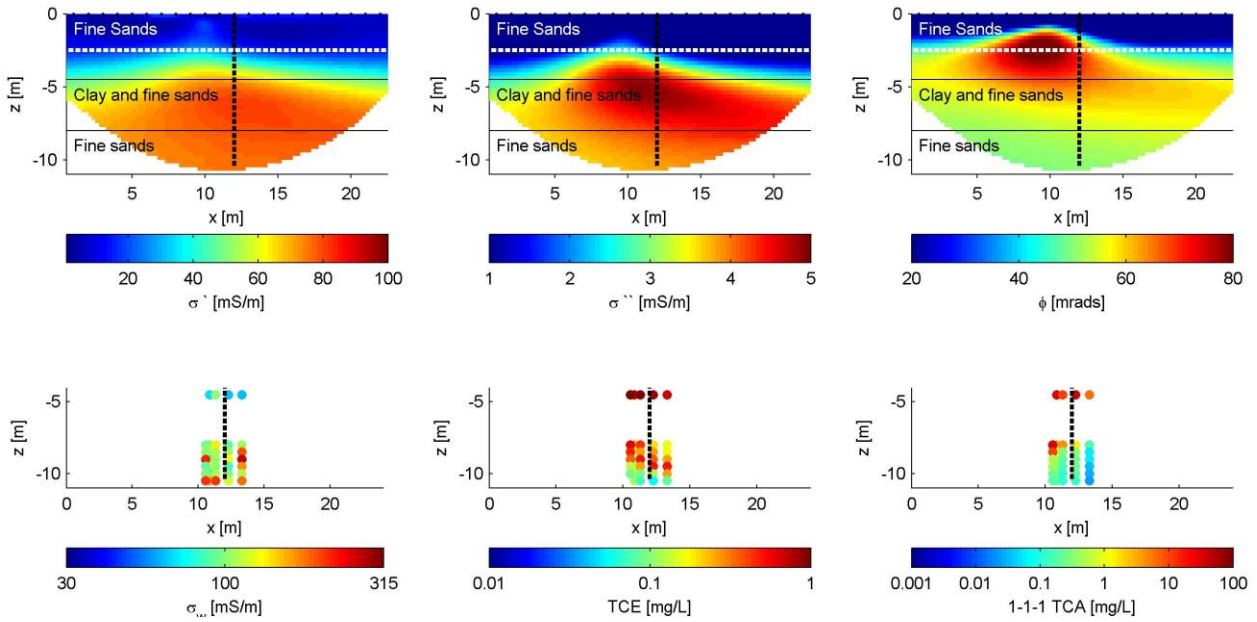 0
Fine Sands
-5
Clay and fine sands
Fine sands
-10
z [m]
5 10 15 20
x [m]
20 40 60 80 100
σ ` [mS/m]
0
Fine Sands
-5
Clay and fine sands
Fine sands
-10
z [m]
5 10 15 20
x [m]
1 2 3 4 5
σ `` [mS/m]
0
Fine Sands
-5
Clay and fine sands
Fine sands
-10
z [m]
5 10 15 20
x [m]
20 40 60 80
ϕ [mrads]
-5
-10
z [m]
0 5 10 15 20
x [m]
30 100 315
σw [mS/m]
-5
-10
z [m]
0 5 10 15 20
x [m]
0.01 0.1 1
TCE [mg/L]
-5
-10
z [m]
0 5 10 15 20
x [m]
0.001 0.01 0.1 1 10 100
1-1-1 TCA [mg/L]